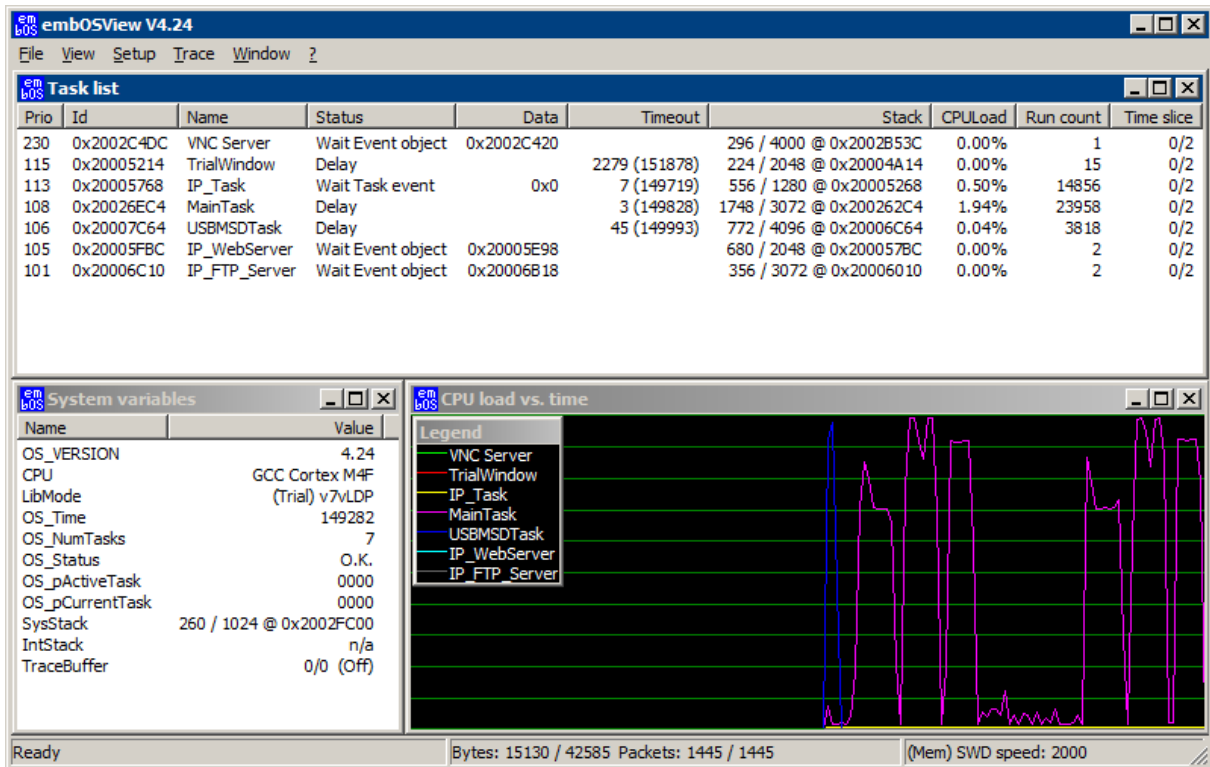 embOS embOSView V4.24
File View Setup Trace Window ?
embOS Task list
Prio Id Name Status Data Timeout Stack CPULoad Run count Time slice
230 0x2002C4DC VNC Server Wait Event object 0x2002C420 296 / 4000 @ 0x2002B53C 0.00% 1 0/2
115 0x20005214 TrialWindow Delay 2279 (151878) 224 / 2048 @ 0x20004A14 0.00% 15 0/2
113 0x20005768 IP_Task Wait Task event 0x0 7 (149719) 556 / 1280 @ 0x20005268 0.50% 14856 0/2
108 0x20026EC4 MainTask Delay 3 (149828) 1748 / 3072 @ 0x200262C4 1.94% 23958 0/2
106 0x20007C64 USBMSDTask Delay 45 (149993) 772 / 4096 @ 0x20006C64 0.04% 3818 0/2
105 0x20005FBC IP_WebServer Wait Event object 0x20005E98 680 / 2048 @ 0x200057BC 0.00% 2 0/2
101 0x20006C10 IP_FTP_Server Wait Event object 0x20006B18 356 / 3072 @ 0x20006010 0.00% 2 0/2
embOS System variables
Name Value
OS_VERSION 4.24
CPU GCC Cortex M4F
LibMode (Trial) v7vLDP
OS_Time 149282
OS_NumTasks 7
OS_Status O.K.
OS_pActiveTask 0000
OS_pCurrentTask 0000
SysStack 260 / 1024 @ 0x2002FC00
IntStack n/a
TraceBuffer 0/0 (Off)
embOS CPU load vs. time
Legend
VNC Server
TrialWindow
IP_Task
MainTask
USBMSDTask
IP_WebServer
IP_FTP_Server
Ready Bytes: 15130 / 42585 Packets: 1445 / 1445 (Mem) SWD speed: 2000